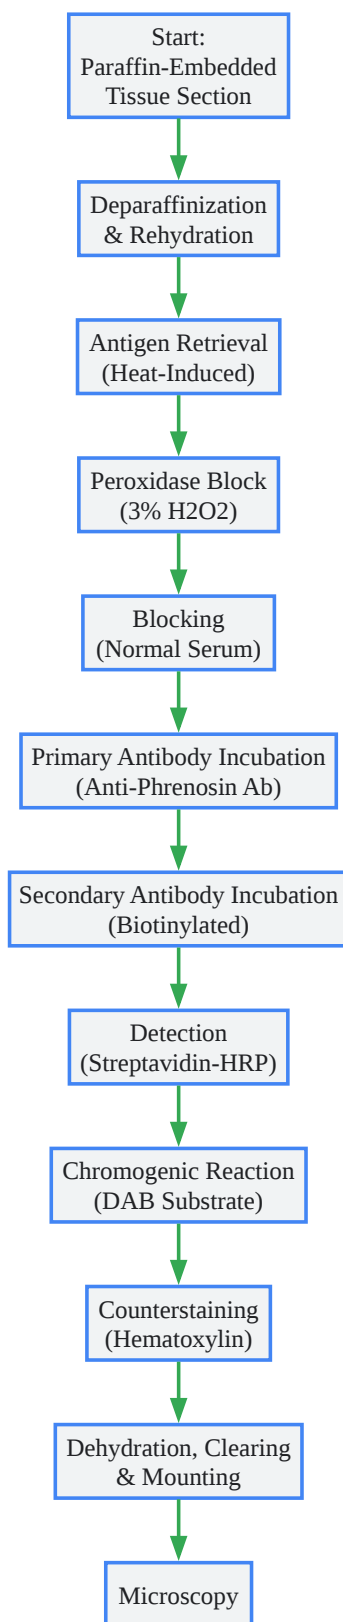 Start:
Paraffin-Embedded
Tissue Section
Deparaffinization
& Rehydration
Antigen Retrieval
(Heat-Induced)
Peroxidase Block
(3% H2O2)
Blocking
(Normal Serum)
Primary Antibody Incubation
(Anti-Phrenosin Ab)
Secondary Antibody Incubation
(Biotinylated)
Detection
(Streptavidin-HRP)
Chromogenic Reaction
(DAB Substrate)
Counterstaining
(Hematoxylin)
Dehydration, Clearing
& Mounting
Microscopy